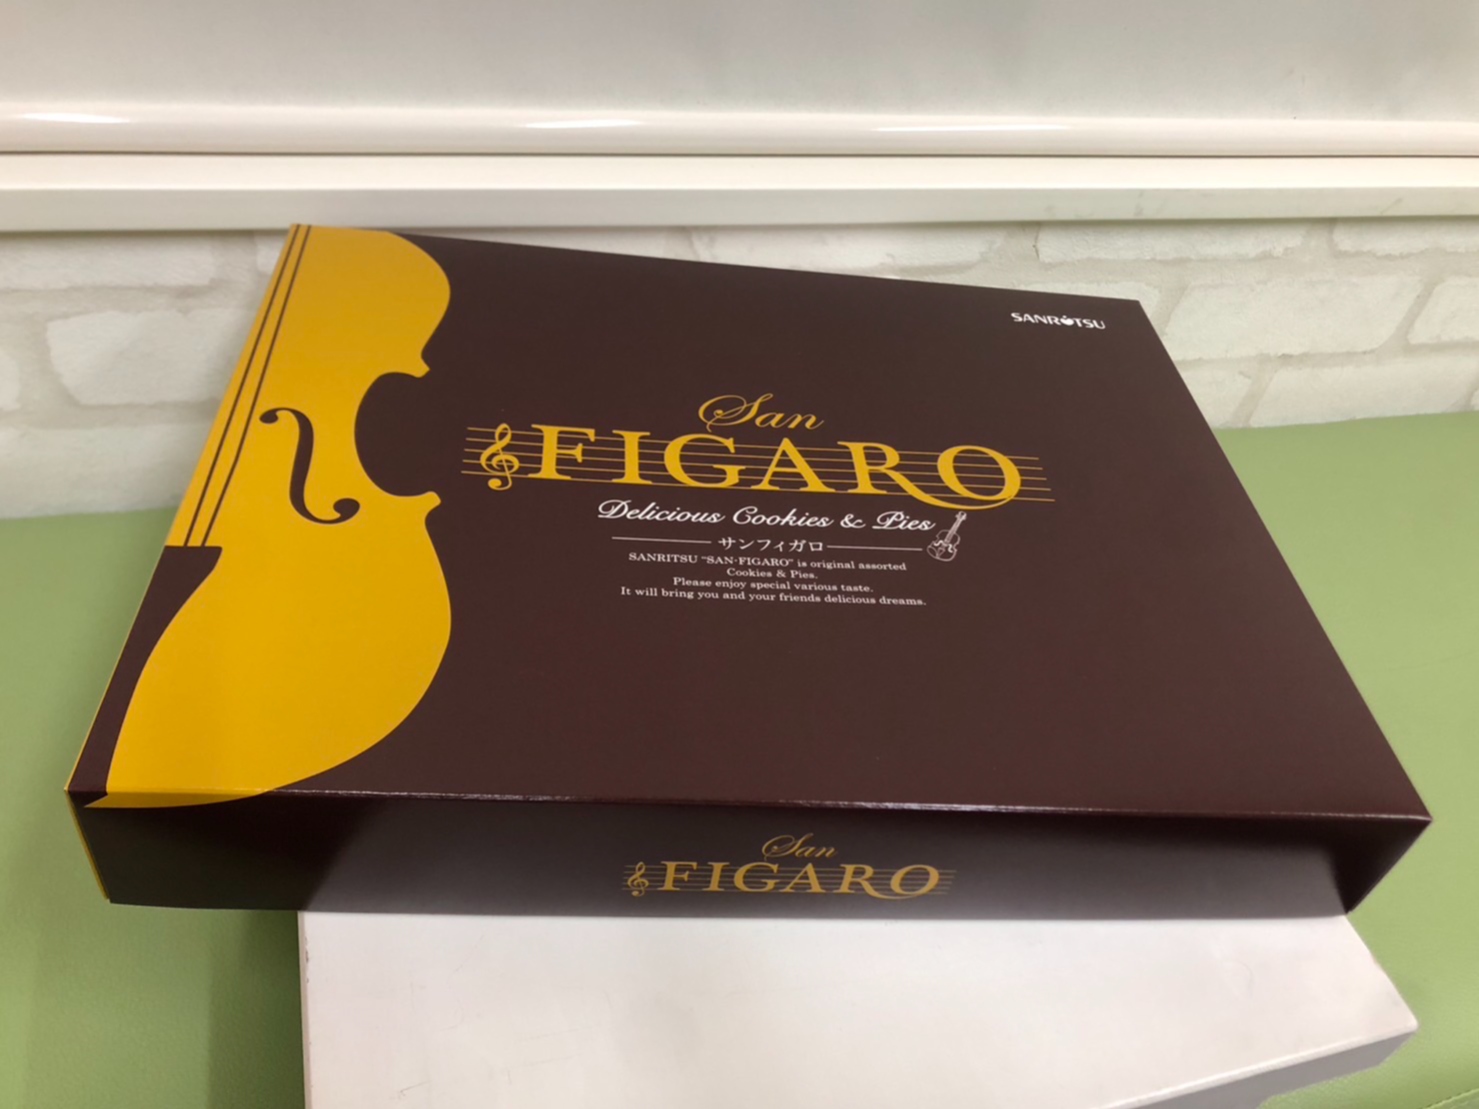 SANRITSU
San
FIGARO
Delicious Cookies & Pies
サンフィガロ
SANRITSU "SAN-FIGARO" is original assorted
Cookies & Pies.
Please enjoy special various taste.
It will bring you and your friends delicious dreams.
San
FIGARO